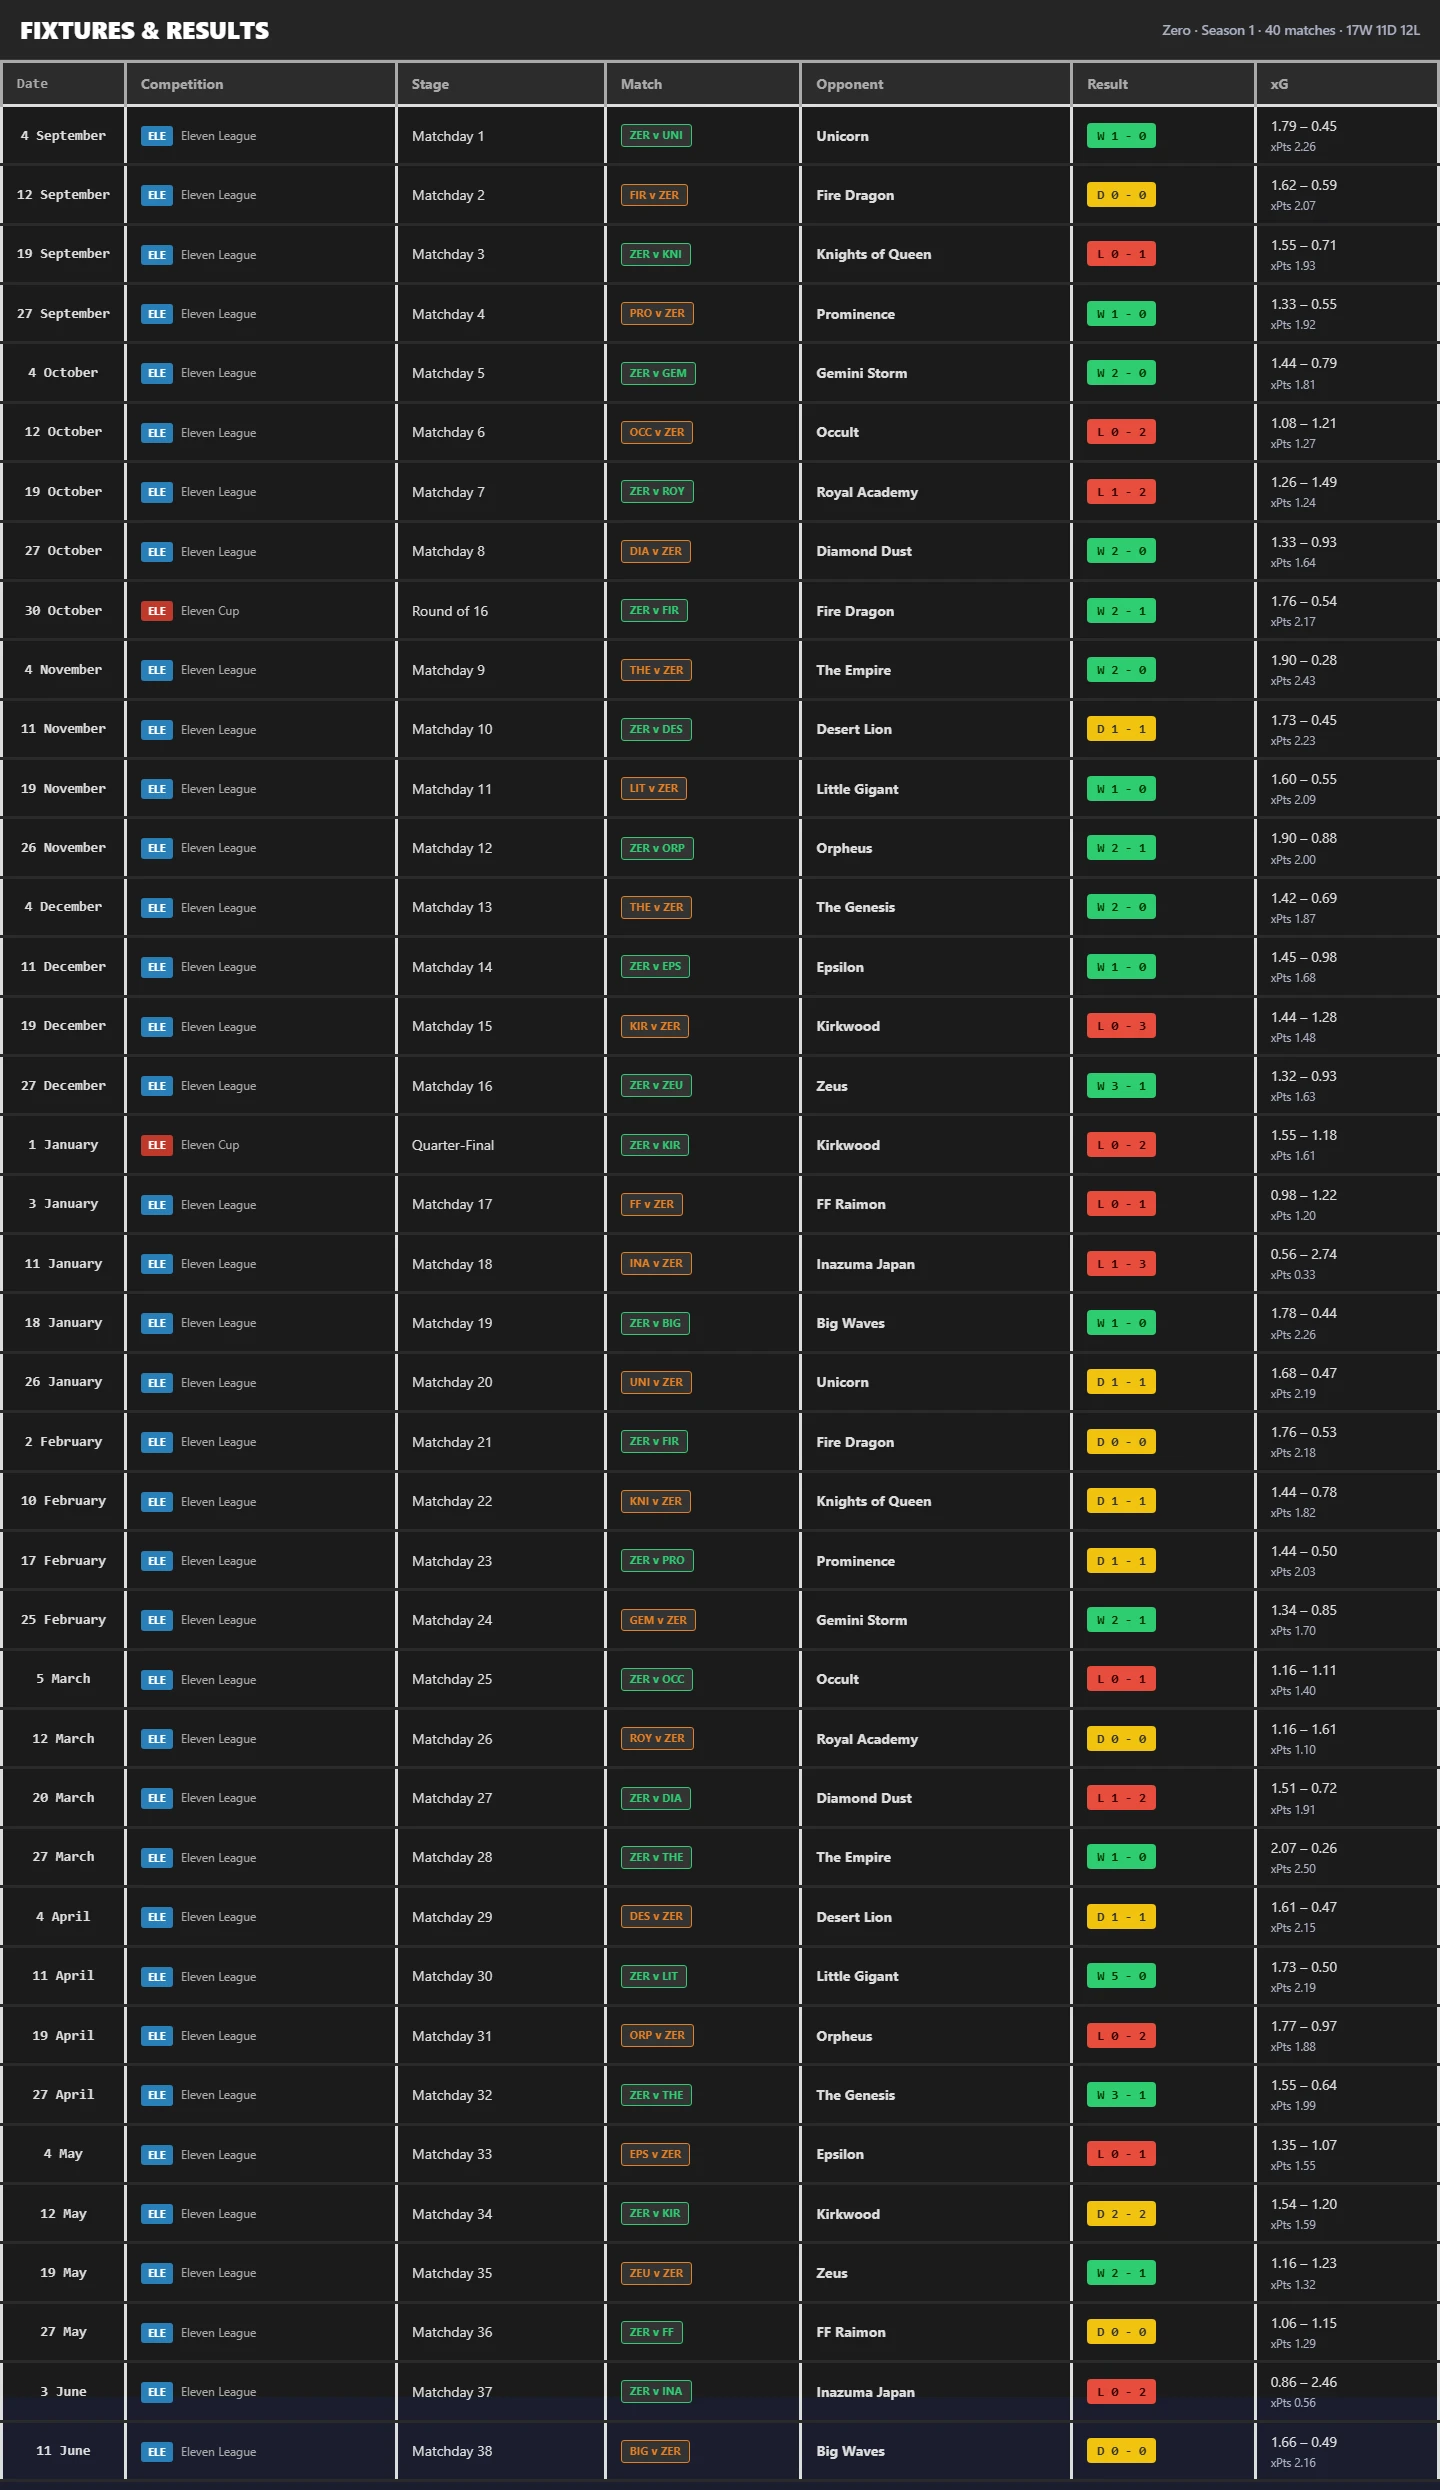 FIXTURES & RESULTS
Zero · Season 1 · 40 matches · 17W 11D 12L
Date Competition Stage Match Opponent Result xG
4 September ELE Eleven League Matchday 1 ZER v UNI Unicorn W 1 - 0 1.79 – 0.45
xPts 2.26
12 September ELE Eleven League Matchday 2 FIR v ZER Fire Dragon D 0 - 0 1.62 – 0.59
xPts 2.07
19 September ELE Eleven League Matchday 3 ZER v KNI Knights of Queen L 0 - 1 1.55 – 0.71
xPts 1.93
27 September ELE Eleven League Matchday 4 PRO v ZER Prominence W 1 - 0 1.33 – 0.55
xPts 1.92
4 October ELE Eleven League Matchday 5 ZER v GEM Gemini Storm W 2 - 0 1.44 – 0.79
xPts 1.81
12 October ELE Eleven League Matchday 6 OCC v ZER Occult L 0 - 2 1.08 – 1.21
xPts 1.27
19 October ELE Eleven League Matchday 7 ZER v ROY Royal Academy L 1 - 2 1.26 – 1.49
xPts 1.24
27 October ELE Eleven League Matchday 8 DIA v ZER Diamond Dust W 2 - 0 1.33 – 0.93
xPts 1.64
30 October ELE Eleven Cup Round of 16 ZER v FIR Fire Dragon W 2 - 1 1.76 – 0.54
xPts 2.17
4 November ELE Eleven League Matchday 9 THE v ZER The Empire W 2 - 0 1.90 – 0.28
xPts 2.43
11 November ELE Eleven League Matchday 10 ZER v DES Desert Lion D 1 - 1 1.73 – 0.45
xPts 2.23
19 November ELE Eleven League Matchday 11 LIT v ZER Little Gigant W 1 - 0 1.60 – 0.55
xPts 2.09
26 November ELE Eleven League Matchday 12 ZER v ORP Orpheus W 2 - 1 1.90 – 0.88
xPts 2.00
4 December ELE Eleven League Matchday 13 THE v ZER The Genesis W 2 - 0 1.42 – 0.69
xPts 1.87
11 December ELE Eleven League Matchday 14 ZER v EPS Epsilon W 1 - 0 1.45 – 0.98
xPts 1.68
19 December ELE Eleven League Matchday 15 KIR v ZER Kirkwood L 0 - 3 1.44 – 1.28
xPts 1.48
27 December ELE Eleven League Matchday 16 ZER v ZEU Zeus W 3 - 1 1.32 – 0.93
xPts 1.63
1 January ELE Eleven Cup Quarter-Final ZER v KIR Kirkwood L 0 - 2 1.55 – 1.18
xPts 1.61
3 January ELE Eleven League Matchday 17 FF v ZER FF Raimon L 0 - 1 0.98 – 1.22
xPts 1.20
11 January ELE Eleven League Matchday 18 INA v ZER Inazuma Japan L 1 - 3 0.56 – 2.74
xPts 0.33
18 January ELE Eleven League Matchday 19 ZER v BIG Big Waves W 1 - 0 1.78 – 0.44
xPts 2.26
26 January ELE Eleven League Matchday 20 UNI v ZER Unicorn D 1 - 1 1.68 – 0.47
xPts 2.19
2 February ELE Eleven League Matchday 21 ZER v FIR Fire Dragon D 0 - 0 1.76 – 0.53
xPts 2.18
10 February ELE Eleven League Matchday 22 KNI v ZER Knights of Queen D 1 - 1 1.44 – 0.78
xPts 1.82
17 February ELE Eleven League Matchday 23 ZER v PRO Prominence D 1 - 1 1.44 – 0.50
xPts 2.03
25 February ELE Eleven League Matchday 24 GEM v ZER Gemini Storm W 2 - 1 1.34 – 0.85
xPts 1.70
5 March ELE Eleven League Matchday 25 ZER v OCC Occult L 0 - 1 1.16 – 1.11
xPts 1.40
12 March ELE Eleven League Matchday 26 ROY v ZER Royal Academy D 0 - 0 1.16 – 1.61
xPts 1.10
20 March ELE Eleven League Matchday 27 ZER v DIA Diamond Dust L 1 - 2 1.51 – 0.72
xPts 1.91
27 March ELE Eleven League Matchday 28 ZER v THE The Empire W 1 - 0 2.07 – 0.26
xPts 2.50
4 April ELE Eleven League Matchday 29 DES v ZER Desert Lion D 1 - 1 1.61 – 0.47
xPts 2.15
11 April ELE Eleven League Matchday 30 ZER v LIT Little Gigant W 5 - 0 1.73 – 0.50
xPts 2.19
19 April ELE Eleven League Matchday 31 ORP v ZER Orpheus L 0 - 2 1.77 – 0.97
xPts 1.88
27 April ELE Eleven League Matchday 32 ZER v THE The Genesis W 3 - 1 1.55 – 0.64
xPts 1.99
4 May ELE Eleven League Matchday 33 EPS v ZER Epsilon L 0 - 1 1.35 – 1.07
xPts 1.55
12 May ELE Eleven League Matchday 34 ZER v KIR Kirkwood D 2 - 2 1.54 – 1.20
xPts 1.59
19 May ELE Eleven League Matchday 35 ZEU v ZER Zeus W 2 - 1 1.16 – 1.23
xPts 1.32
27 May ELE Eleven League Matchday 36 ZER v FF FF Raimon D 0 - 0 1.06 – 1.15
xPts 1.29
3 June ELE Eleven League Matchday 37 ZER v INA Inazuma Japan L 0 - 2 0.86 – 2.46
xPts 0.56
11 June ELE Eleven League Matchday 38 BIG v ZER Big Waves D 0 - 0 1.66 – 0.49
xPts 2.16